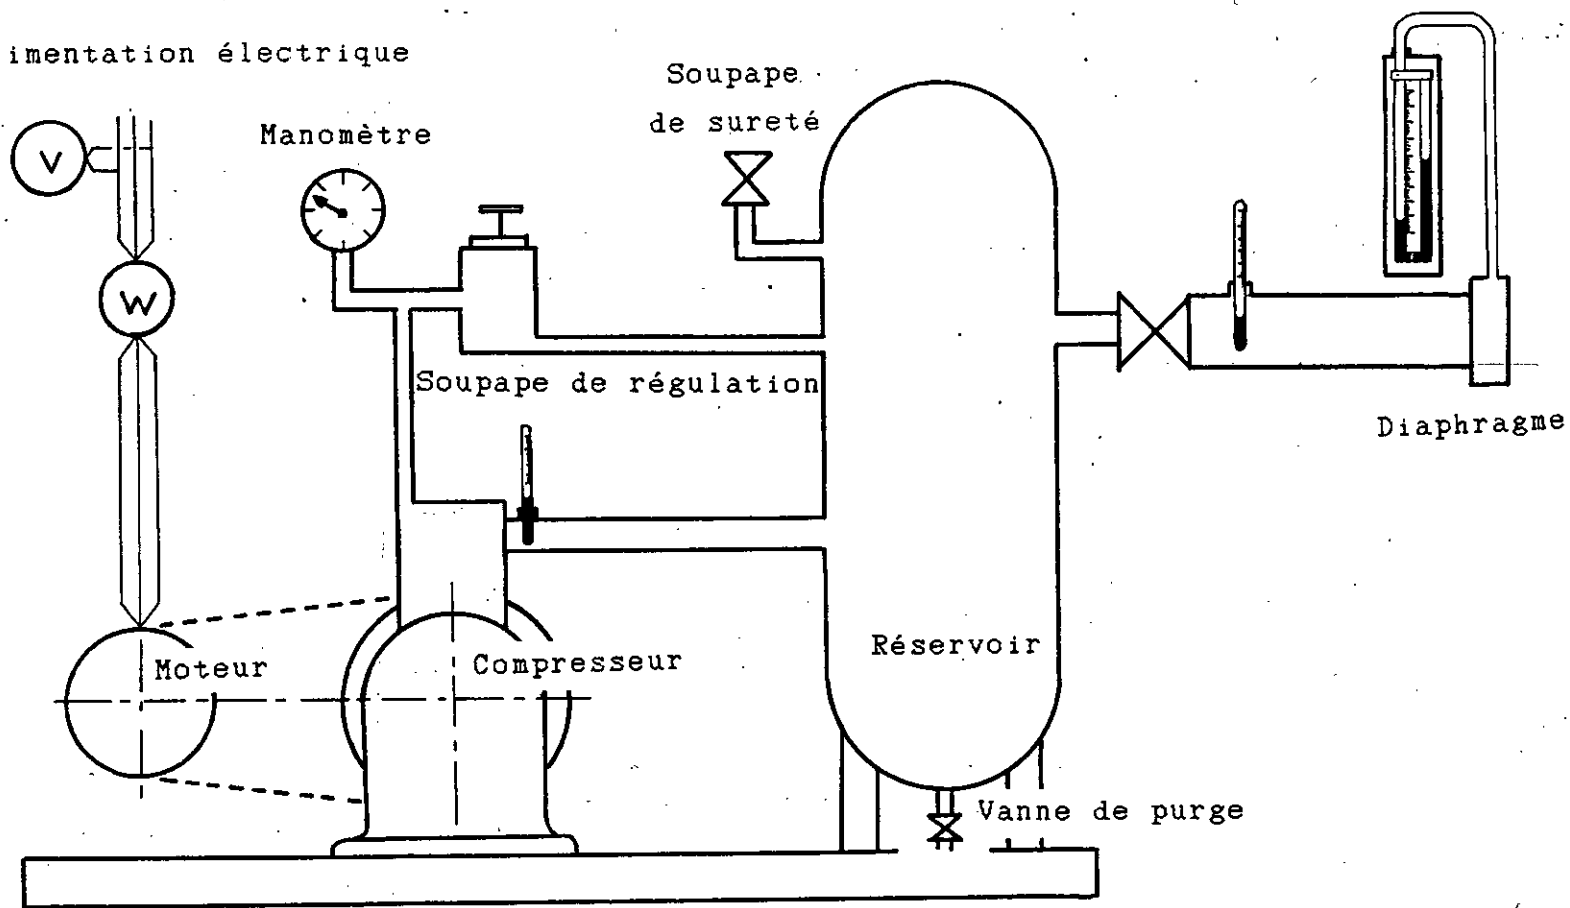 imentation électrique
Soupape
de sureté
Manomètre
V
W
Soupape de régulation
Diaphragme
Moteur
Compresseur
Réservoir
Vanne de purge